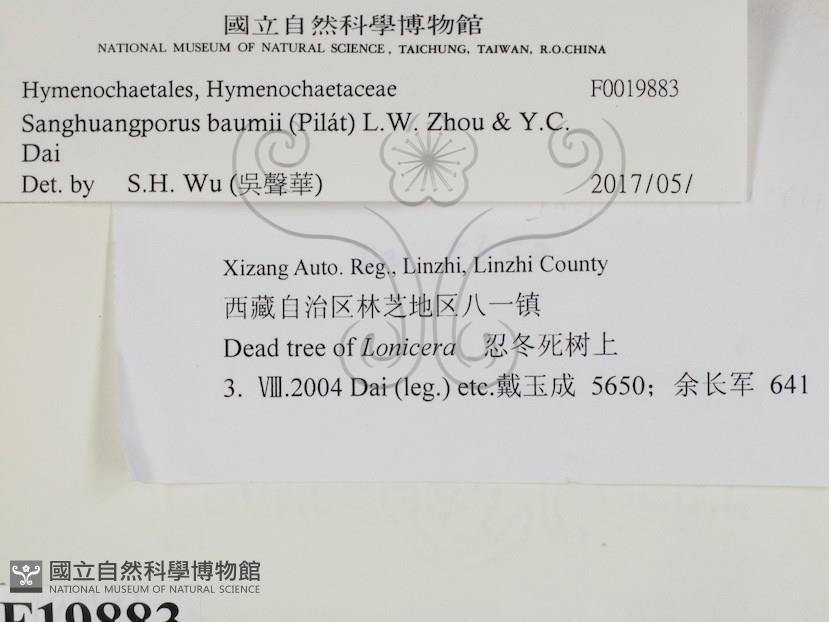 國立自然科學博物館
NATIONAL MUSEUM OF NATURAL SCIENCE, TAICHUNG, TAIWAN, R.O.CHINA
Hymenochaetales, Hymenochaetaceae F0019883
Sanghuangporus baumii (Pilát) L.W. Zhou & Y.C.
Dai
Det. by S.H. Wu (吳聲華) 2017/05/
Xizang Auto. Reg., Linzhi, Linzhi County
西藏自治区林芝地区八一镇
Dead tree of Lonicera 忍冬死树上
3. Ⅷ.2004 Dai (leg.) etc.戴玉成 5650；余长军 641
國立自然科學博物館
NATIONAL MUSEUM OF NATURAL SCIENCE
F19883